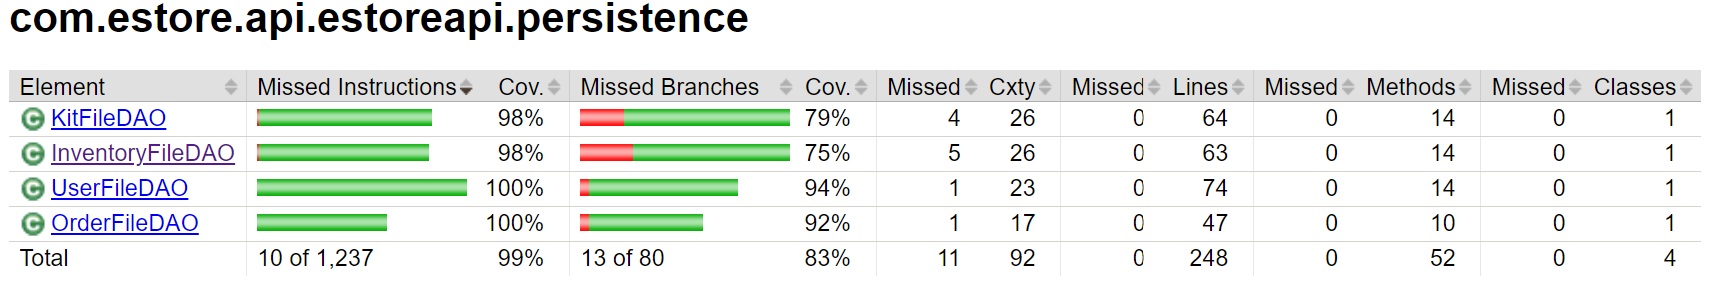 com.estore.api.estoreapi.persistence
Element Missed Instructions Cov. Missed Branches Cov. Missed Cxty Missed Lines Missed Methods Missed Classes
C KitFileDAO 98% 79% 4 26 0 64 0 14 0 1
C InventoryFileDAO 98% 75% 5 26 0 63 0 14 0 1
C UserFileDAO 100% 94% 1 23 0 74 0 14 0 1
C OrderFileDAO 100% 92% 1 17 0 47 0 10 0 1
Total 10 of 1,237 99% 13 of 80 83% 11 92 0 248 0 52 0 4